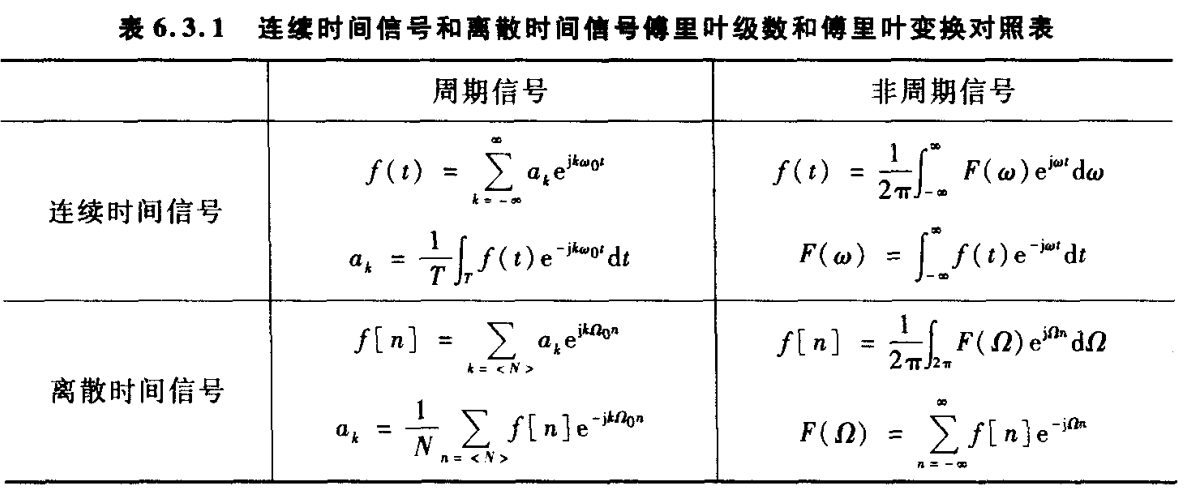 表 6.3.1 连续时间信号和离散时间信号傅里叶级数和傅里叶变换对照表
周期信号 非周期信号
连续时间信号
f(t) = \sum_{k=-\infty}^{\infty} a_k e^{jk\omega_0 t}
a_k = \frac{1}{T} \int_T f(t) e^{-jk\omega_0 t} dt
f(t) = \frac{1}{2\pi} \int_{-\infty}^{\infty} F(\omega) e^{j\omega t} d\omega
F(\omega) = \int_{-\infty}^{\infty} f(t) e^{-j\omega t} dt
离散时间信号
f[n] = \sum_{k=<N>} a_k e^{jk\Omega_0 n}
a_k = \frac{1}{N} \sum_{n=<N>} f[n] e^{-jk\Omega_0 n}
f[n] = \frac{1}{2\pi} \int_{2\pi} F(\Omega) e^{j\Omega n} d\Omega
F(\Omega) = \sum_{n=-\infty}^{\infty} f[n] e^{-j\Omega n}